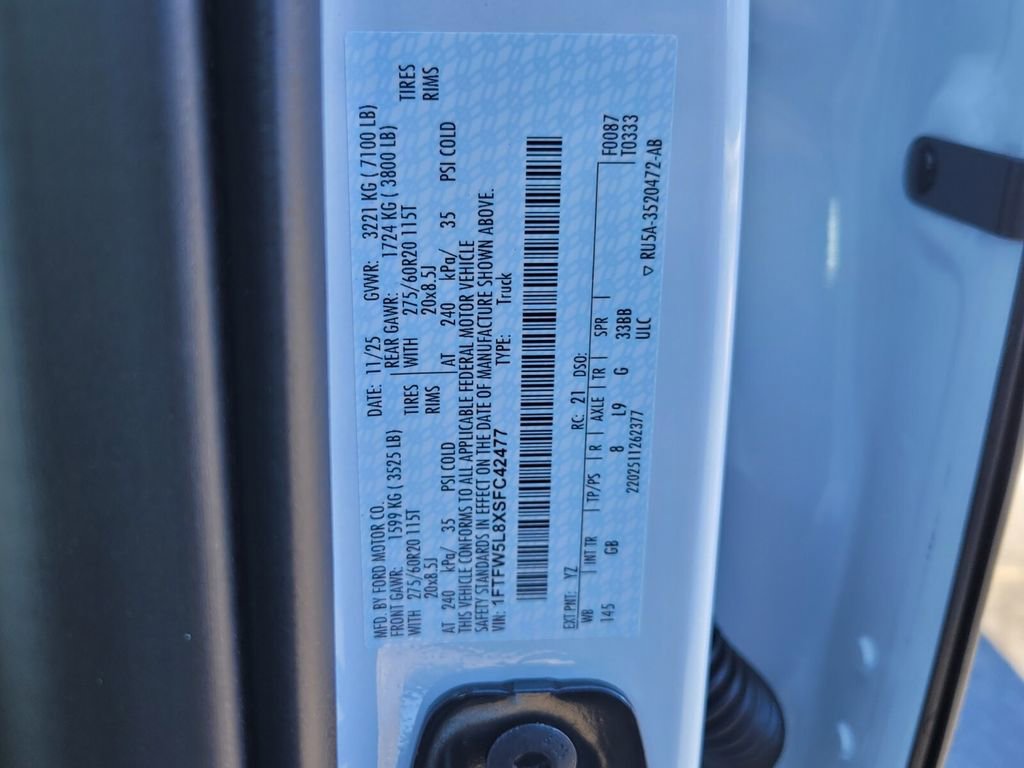 MFD. BY FORD MOTOR CO. DATE: 11/25 GVWR: 3221 KG ( 7100 LB)
FRONT GAWR: 1599 KG ( 3525 LB) REAR GAWR: 1724 KG ( 3800 LB)
WITH 275/60R20 115T TIRES WITH 275/60R20 115T TIRES
20x8.5J RIMS 20x8.5J RIMS
AT 240 kPa/ 35 PSI COLD AT 240 kPa/ 35 PSI COLD
THIS VEHICLE CONFORMS TO ALL APPLICABLE FEDERAL MOTOR VEHICLE
SAFETY STANDARDS IN EFFECT ON THE DATE OF MANUFACTURE SHOWN ABOVE.
VIN: 1FTFW5L8XSFC42477 TYPE: Truck
EXT PNT: YZ RC: 21 DSO: F0087
WB INT TR TP/PS R AXLE TR SPR T0333
145 GB 8 L9 G 33BB
2202511262377 ULC ▽ RU5A-3520472-AB